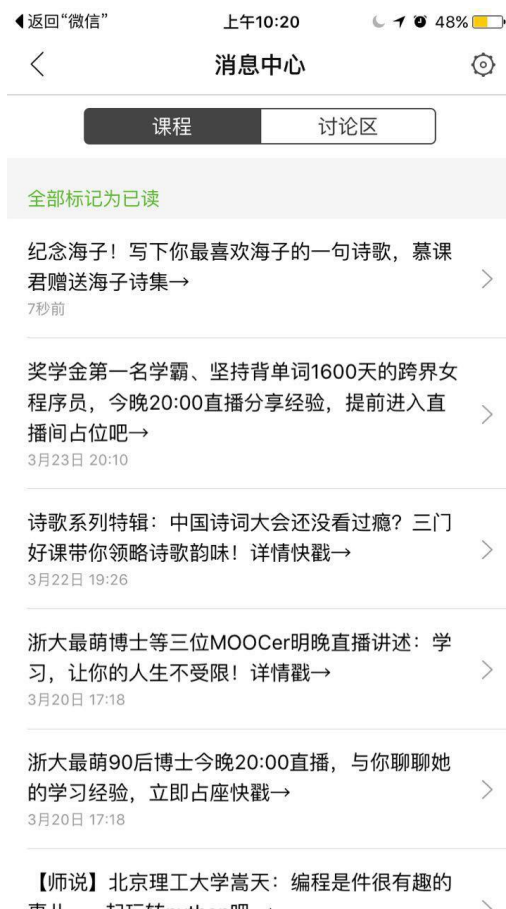 返回“微信”
上午10:20
48%
消息中心
课程
讨论区
全部标记为已读
纪念海子！写下你最喜欢海子的一句诗歌，慕课
君赠送海子诗集→
7秒前
奖学金第一名学霸、坚持背单词1600天的跨界女
程序员，今晚20:00直播分享经验，提前进入直
播间占位吧→
3月23日 20:10
诗歌系列特辑：中国诗词大会还没看过瘾？三门
好课带你领略诗歌韵味！详情快戳→
3月22日 19:26
浙大最萌博士等三位MOOCer明晚直播讲述：学
习，让你的人生不受限！详情戳→
3月20日 17:18
浙大最萌90后博士今晚20:00直播，与你聊聊她
的学习经验，立即占座快戳→
3月20日 17:18
【师说】北京理工大学嵩天：编程是件很有趣的